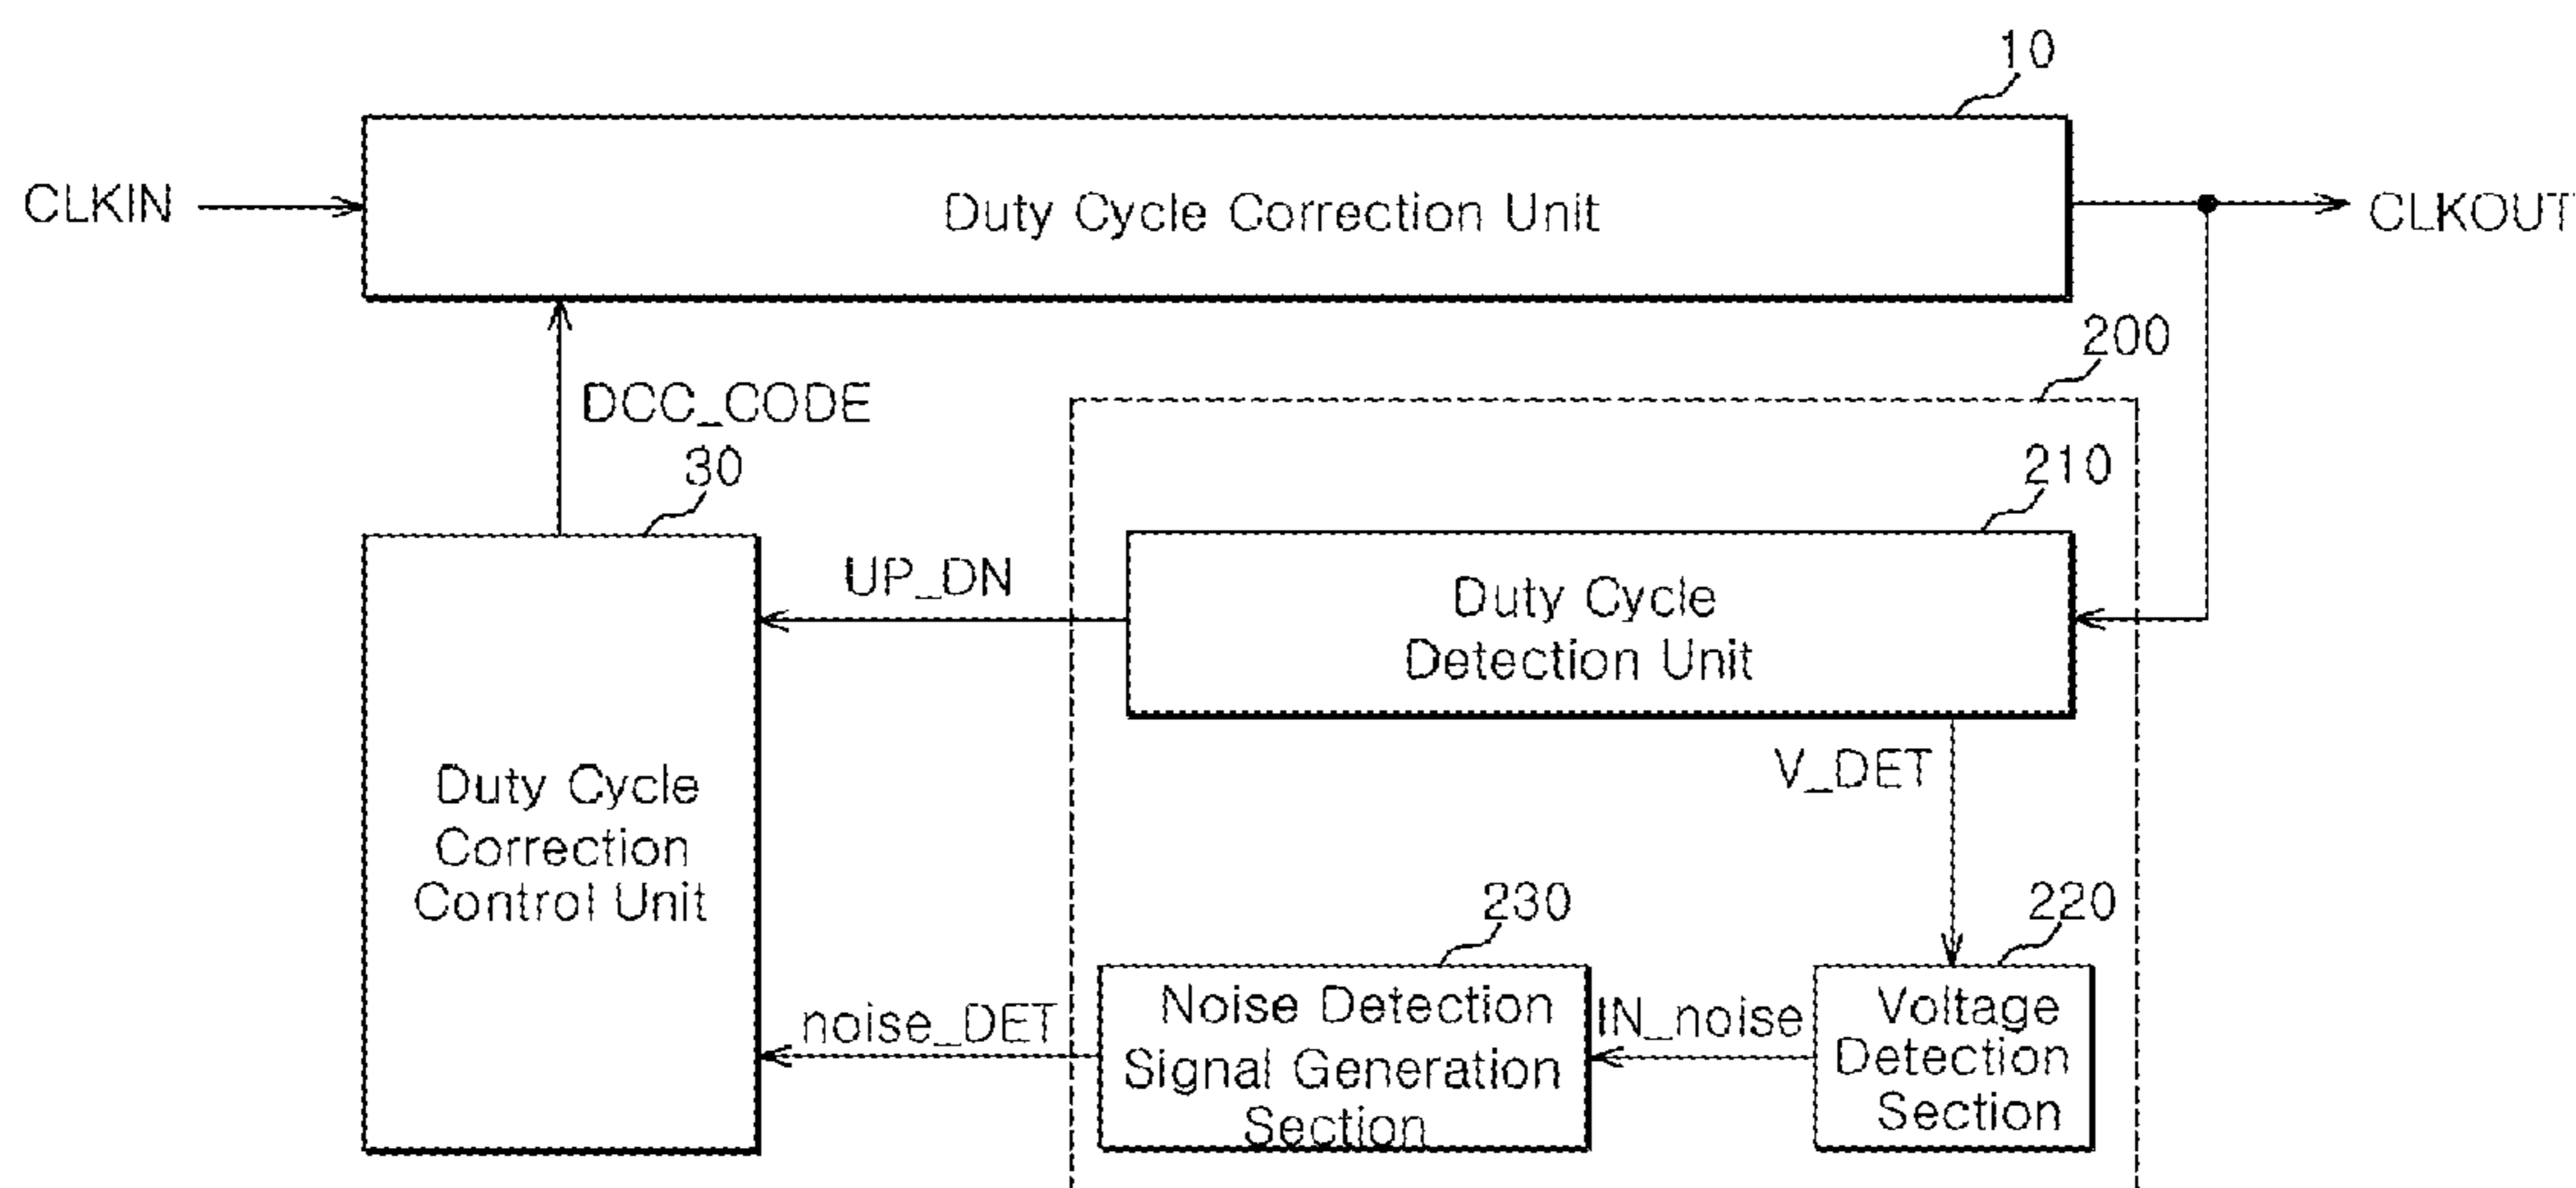 10
CLKIN
Duty Cycle Correction Unit
CLKOUT
200
DCC_CODE
30
210
UP_DN
Duty Cycle
Detection Unit
V_DET
Duty Cycle
Correction
Control Unit
230
220
noise_DET
Noise Detection
Signal Generation
Section
IN_noise
Voltage
Detection
Section